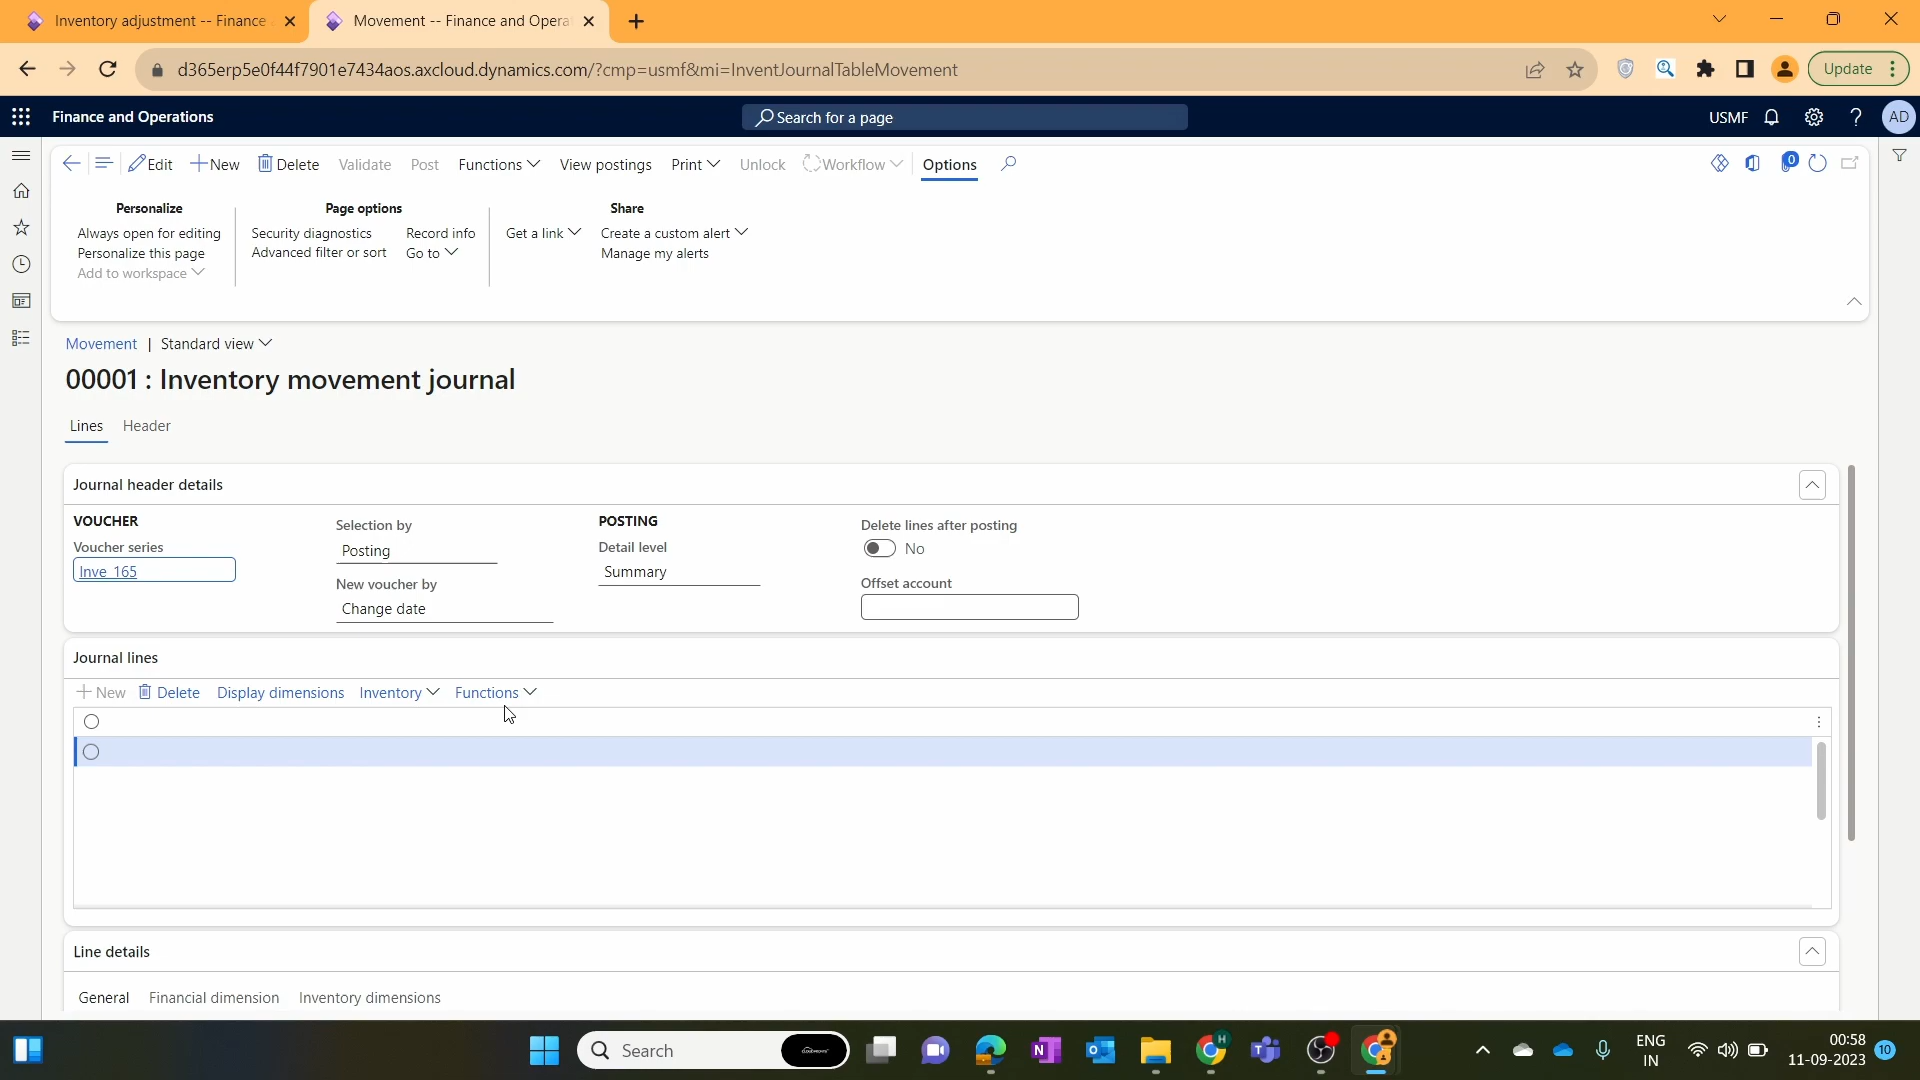 Inventory adjustment -- Finance
Movement -- Finance and Opera
d365erp5e0f44f7901e7434aos.axcloud.dynamics.com/?cmp=usmf&mi=InventJournalTableMovement
Update
Finance and Operations
Search for a page
USMF
AD
Edit
New
Delete
Validate
Post
Functions
View postings
Print
Unlock
Workflow
Options
0
Personalize
Always open for editing
Personalize this page
Add to workspace
Page options
Security diagnostics
Advanced filter or sort
Record info
Go to
Share
Get a link
Create a custom alert
Manage my alerts
Movement | Standard view
00001 : Inventory movement journal
Lines Header
Journal header details
VOUCHER
Voucher series
Inve_165
Selection by
Posting
New voucher by
Change date
POSTING
Detail level
Summary
Delete lines after posting
No
Offset account
Journal lines
New Delete Display dimensions Inventory Functions
Line details
General Financial dimension Inventory dimensions
Search
ENG
IN
00:58
11-09-2023
10